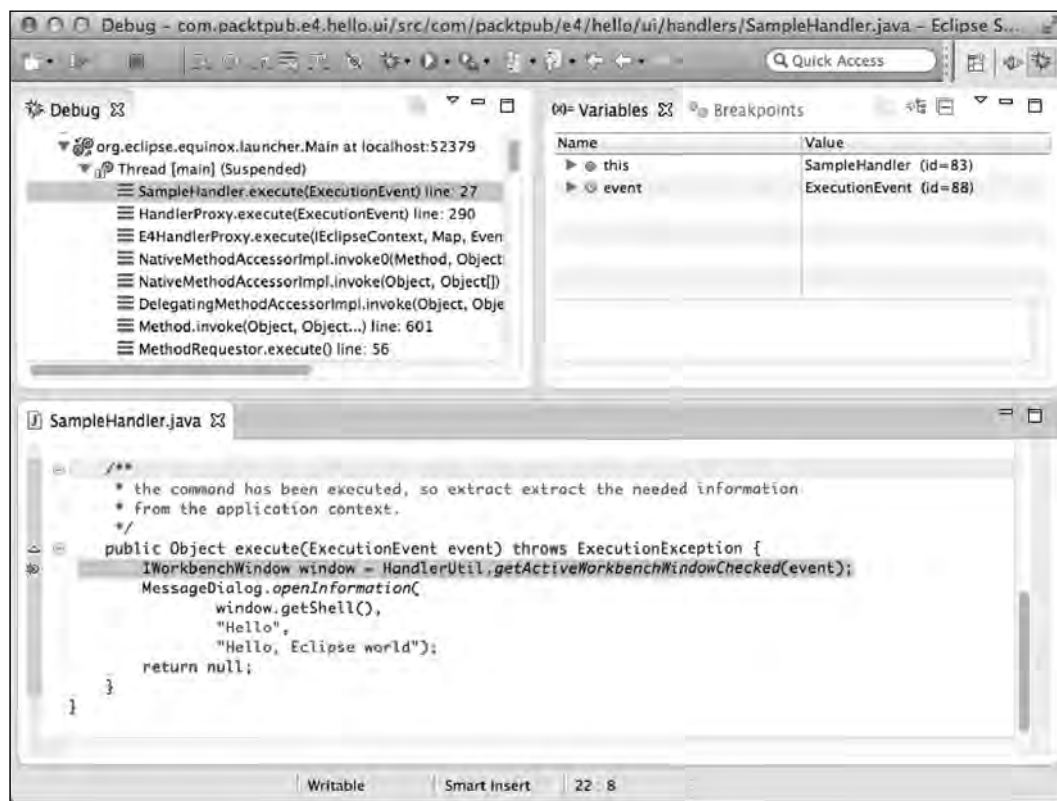 Debug – com.packtpub.e4.hello.ui/src/com/packtpub/e4/hello/ui/handlers/SampleHandler.java – Eclipse S...
Quick Access
Debug
org.eclipse.equinox.launcher.Main at localhost:52379
Thread [main] (Suspended)
SampleHandler.execute(ExecutionEvent) line: 27
HandlerProxy.execute(ExecutionEvent) line: 290
E4HandlerProxy.execute(IEclipseContext, Map, Even
NativeMethodAccessorImpl.invoke0(Method, Object
NativeMethodAccessorImpl.invoke(Object, Object[])
DelegatingMethodAccessorImpl.invoke(Object, Obje
Method.invoke(Object, Object...) line: 601
MethodRequestor.execute() line: 56
(x)= Variables Breakpoints
Name Value
this SampleHandler (id=83)
event ExecutionEvent (id=88)
SampleHandler.java
/**
* the command has been executed, so extract extract the needed information
* from the application context.
*/
public Object execute(ExecutionEvent event) throws ExecutionException {
IWorkbenchWindow window = HandlerUtil.getActiveWorkbenchWindowChecked(event);
MessageDialog.openInformation(
window.getShell(),
"Hello",
"Hello, Eclipse world");
return null;
}
}
Writable Smart Insert 22 : 8